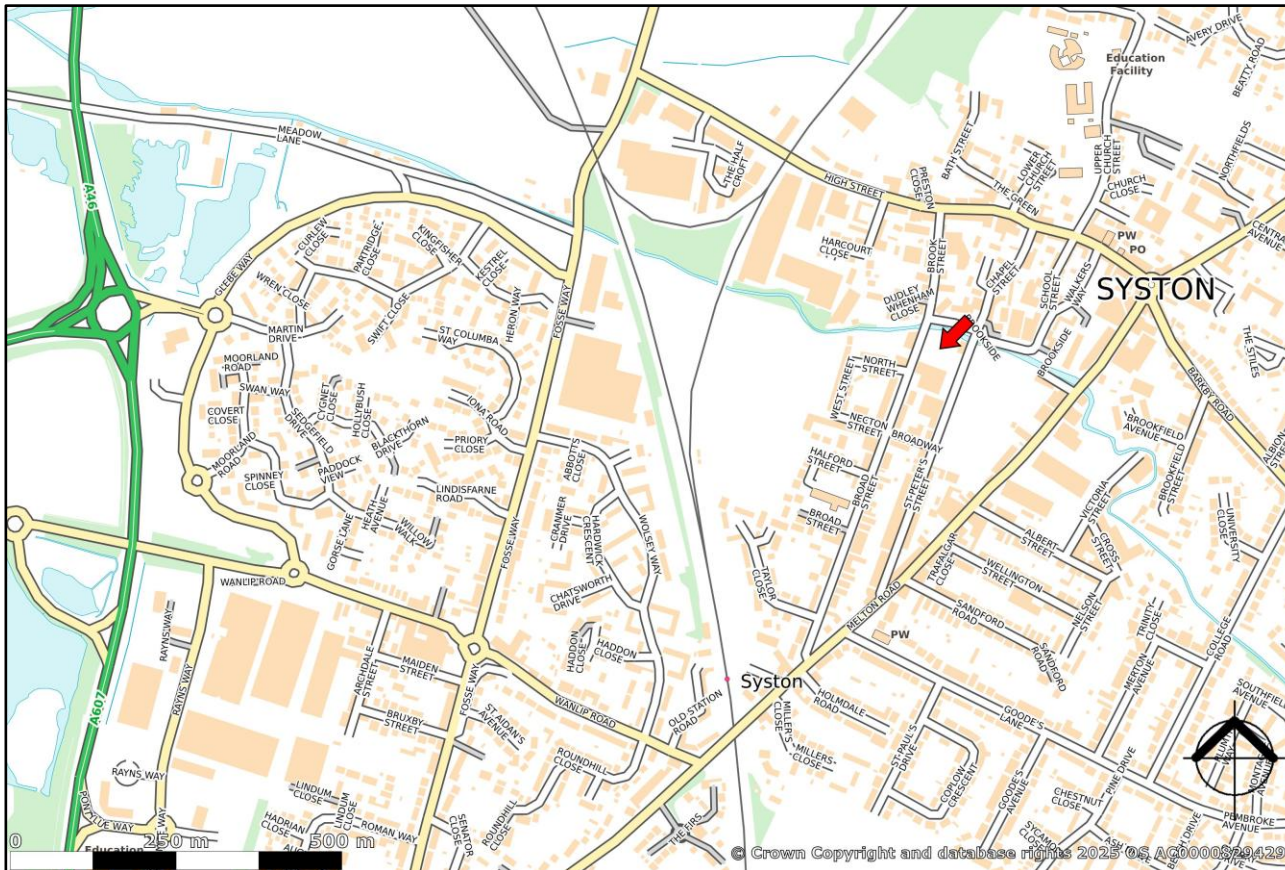 AVERY DRIVE
BEATTY ROAD
Education
Facility
MEADOW
LANE
THE HALF
CROFT
BATH STREET
LOWER
CHURCH
STREET
UPPER
CHURCH
STREET
NORTHFIELDS
A46
HIGH STREET
PRESTON
CLOSE
THE GREEN
CHURCH
CLOSE
CENTRAL
AVENUE
CURLEW
CLOSE
PARTRIDGE
CLOSE
KINGFISHER
CLOSE
KESTREL
CLOSE
HARCOURT
CLOSE
BROOK
STREET
CHAPEL
STREET
SCHOOL
STREET
WALKERS
WAY
PW
PO
GLEBE WAY
WREN CLOSE
SWIFT CLOSE
HERON WAY
FOSSE WAY
DUDLEY
WHENHAM
CLOSE
SYSTON
MARTIN
DRIVE
ST COLUMBA
WAY
BROOKSIDE
BROOKSIDE
THE STILES
MOORLAND
ROAD
SWAN WAY
NORTH
STREET
WEST STREET
BARKBY ROAD
COVERT
CLOSE
CYGNET
CLOSE
HOLLYBUSH
CLOSE
SEDGEFIELD
DRIVE
BLACKTHORN
DRIVE
IONA ROAD
PRIORY
CLOSE
NECTON
STREET
BROADWAY
BROOKFIELD
AVENUE
BROOKFIELD
STREET
ALBION
MOORLAND
ROAD
SPINNEY
CLOSE
PADDOCK
VIEW
LINDISFARNE
ROAD
ABBOTTS
CLOSE
HALFORD
STREET
BROAD
STREET
ST PETER'S
STREET
VICTORIA
STREET
UNIVERSITY
CLOSE
GORSE LANE
HEATH
AVENUE
WILLOW
WALK
CRANMER
DRIVE
HARDWICK
CRESCENT
WOLSEY WAY
BROAD
STREET
ALBERT
STREET
CROSS
STREET
FOSSE WAY
WANLIP ROAD
CHATSWORTH
DRIVE
TAYLOR
CLOSE
TRAFALGAR
CLOSE
WELLINGTON
STREET
NELSON
STREET
MELTON ROAD
SANDFORD
ROAD
SANDFORD
ROAD
TRINITY
CLOSE
MERTON
AVENUE
COLLEGE
ROAD
RAYNS WAY
RAYNS WAY
ARCHDALE
STREET
MAIDEN
STREET
HADDON
CLOSE
HADDON
CLOSE
PW
A607
BRUXBY
STREET
FOSSE WAY
ST AIDAN'S
AVENUE
WANLIP ROAD
OLD STATION
ROAD
Syston
MILLER'S
CLOSE
HOLMDALE
ROAD
GOODE'S
LANE
SOUTHFIELD
AVENUE
ROUNDHILL
CLOSE
MILLERS
CLOSE
ST PAUL'S
DRIVE
COPLOW
CRESCENT
GOODE'S
AVENUE
PINE DRIVE
RAYNS WAY
LINDUM
CLOSE
LINDUM
CLOSE
ROUNDHILL
CLOSE
CHESTNUT
CLOSE
PEMBROKE
AVENUE
HADRIAN
CLOSE
ROMAN WAY
SENATOR
CLOSE
THE FIRS
0 250 m 500 m
Education
© Crown Copyright and database rights 2025 OS AC0000829429